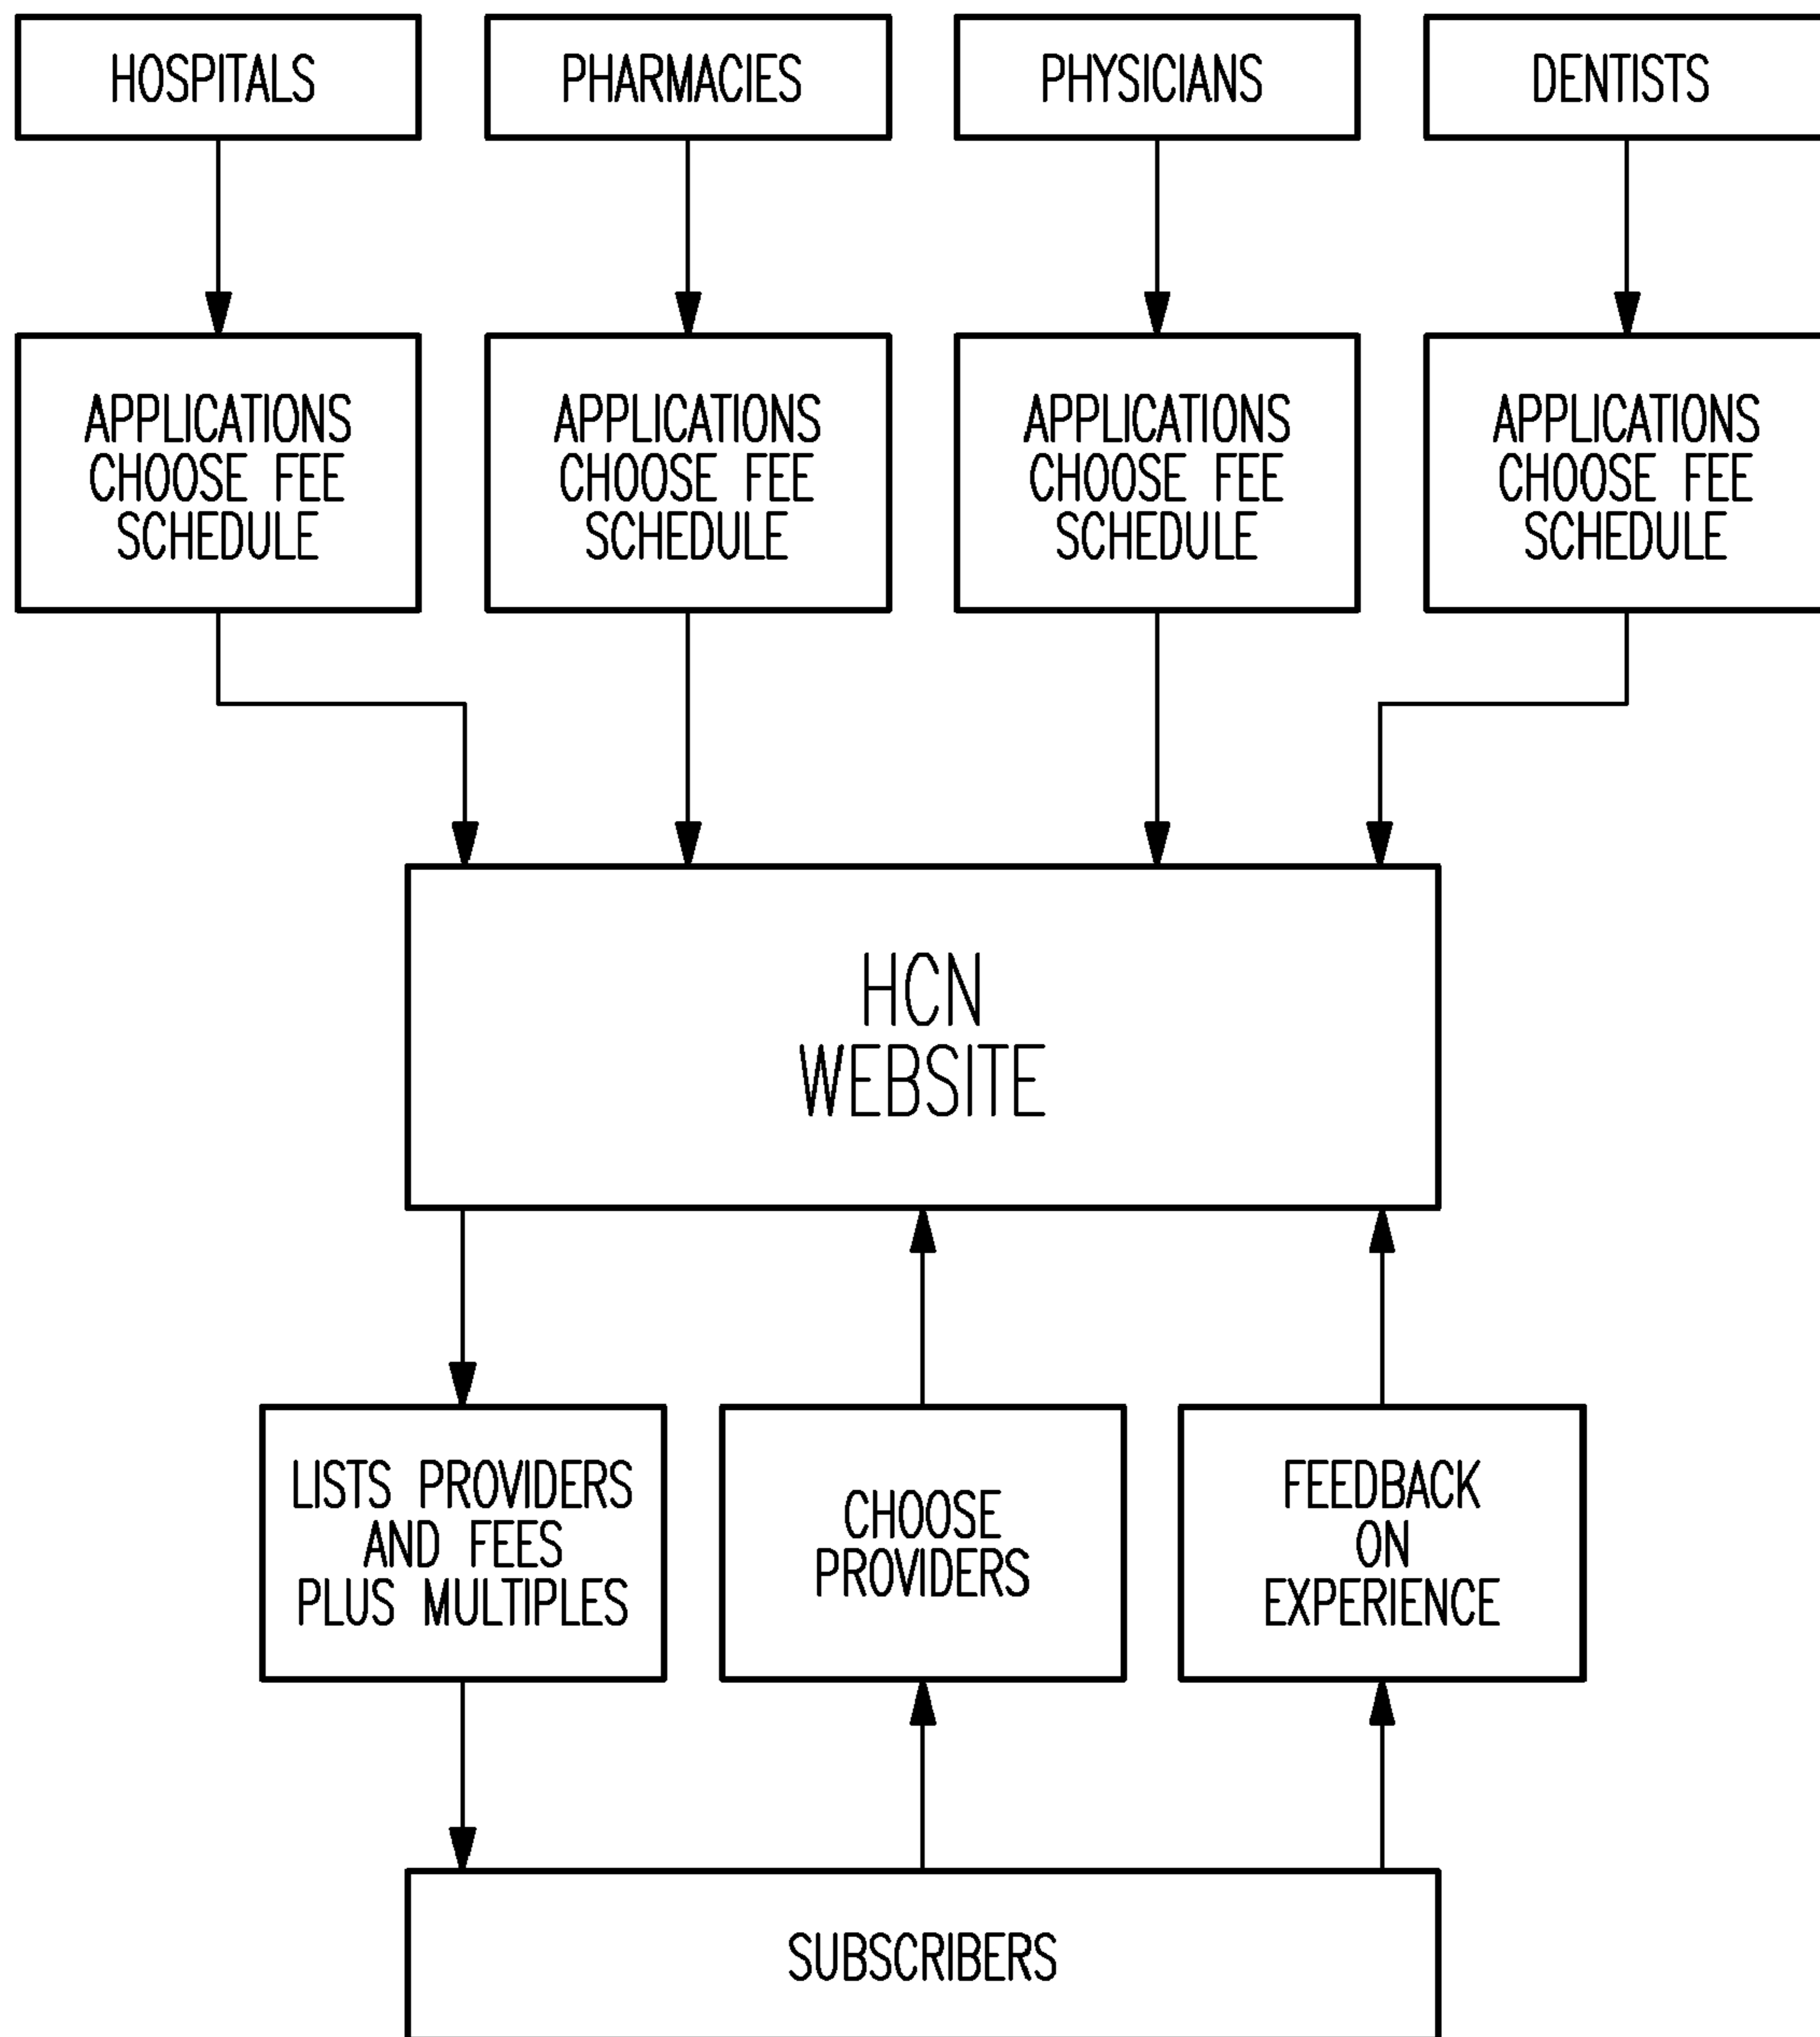 HOSPITALS
PHARMACIES
PHYSICIANS
DENTISTS
APPLICATIONS
CHOOSE FEE
SCHEDULE
APPLICATIONS
CHOOSE FEE
SCHEDULE
APPLICATIONS
CHOOSE FEE
SCHEDULE
APPLICATIONS
CHOOSE FEE
SCHEDULE
HCN
WEBSITE
LISTS PROVIDERS
AND FEES
PLUS MULTIPLES
CHOOSE
PROVIDERS
FEEDBACK
ON
EXPERIENCE
SUBSCRIBERS